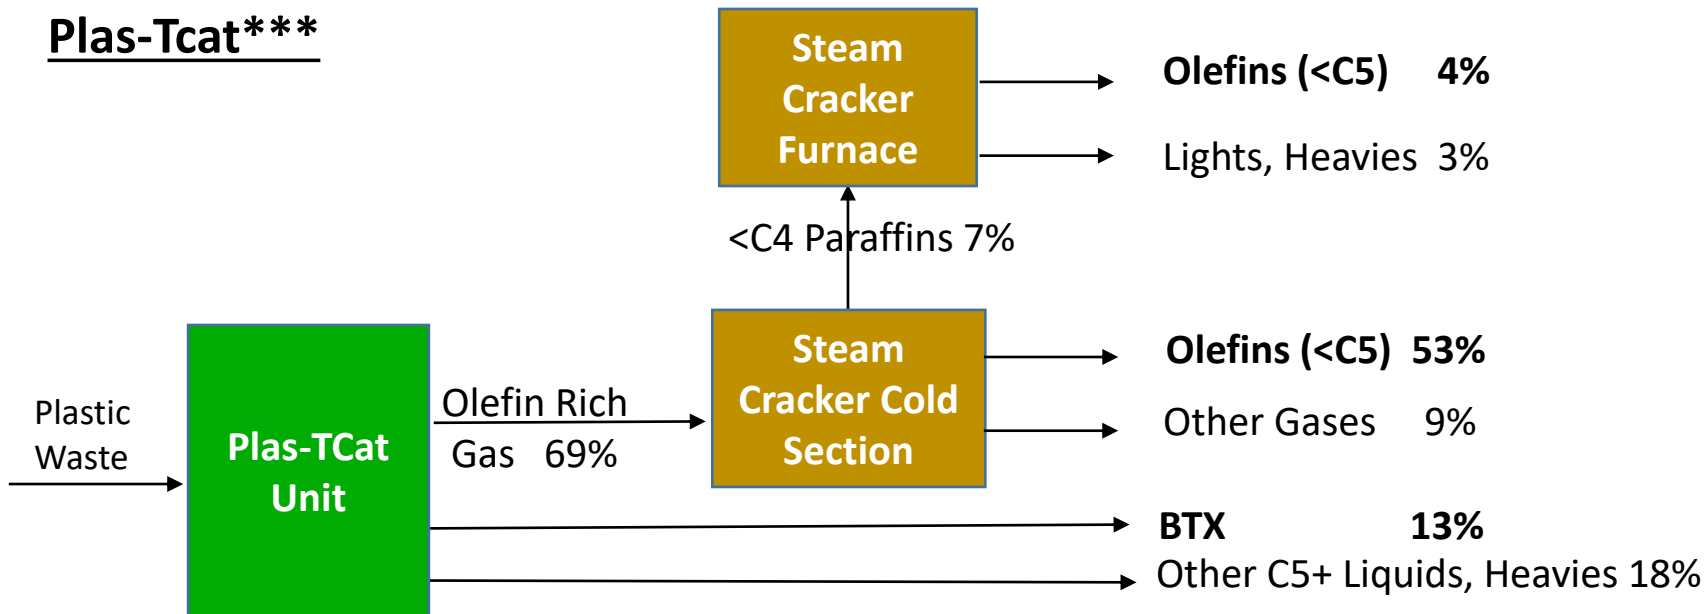 Plas-Tcat***
Steam
Cracker
Furnace
Olefins (<C5) 4%
Lights, Heavies 3%
<C4 Paraffins 7%
Steam
Cracker Cold
Section
Olefins (<C5) 53%
Other Gases 9%
Plastic
Waste
Plas-TCat
Unit
Olefin Rich
Gas 69%
BTX 13%
Other C5+ Liquids, Heavies 18%